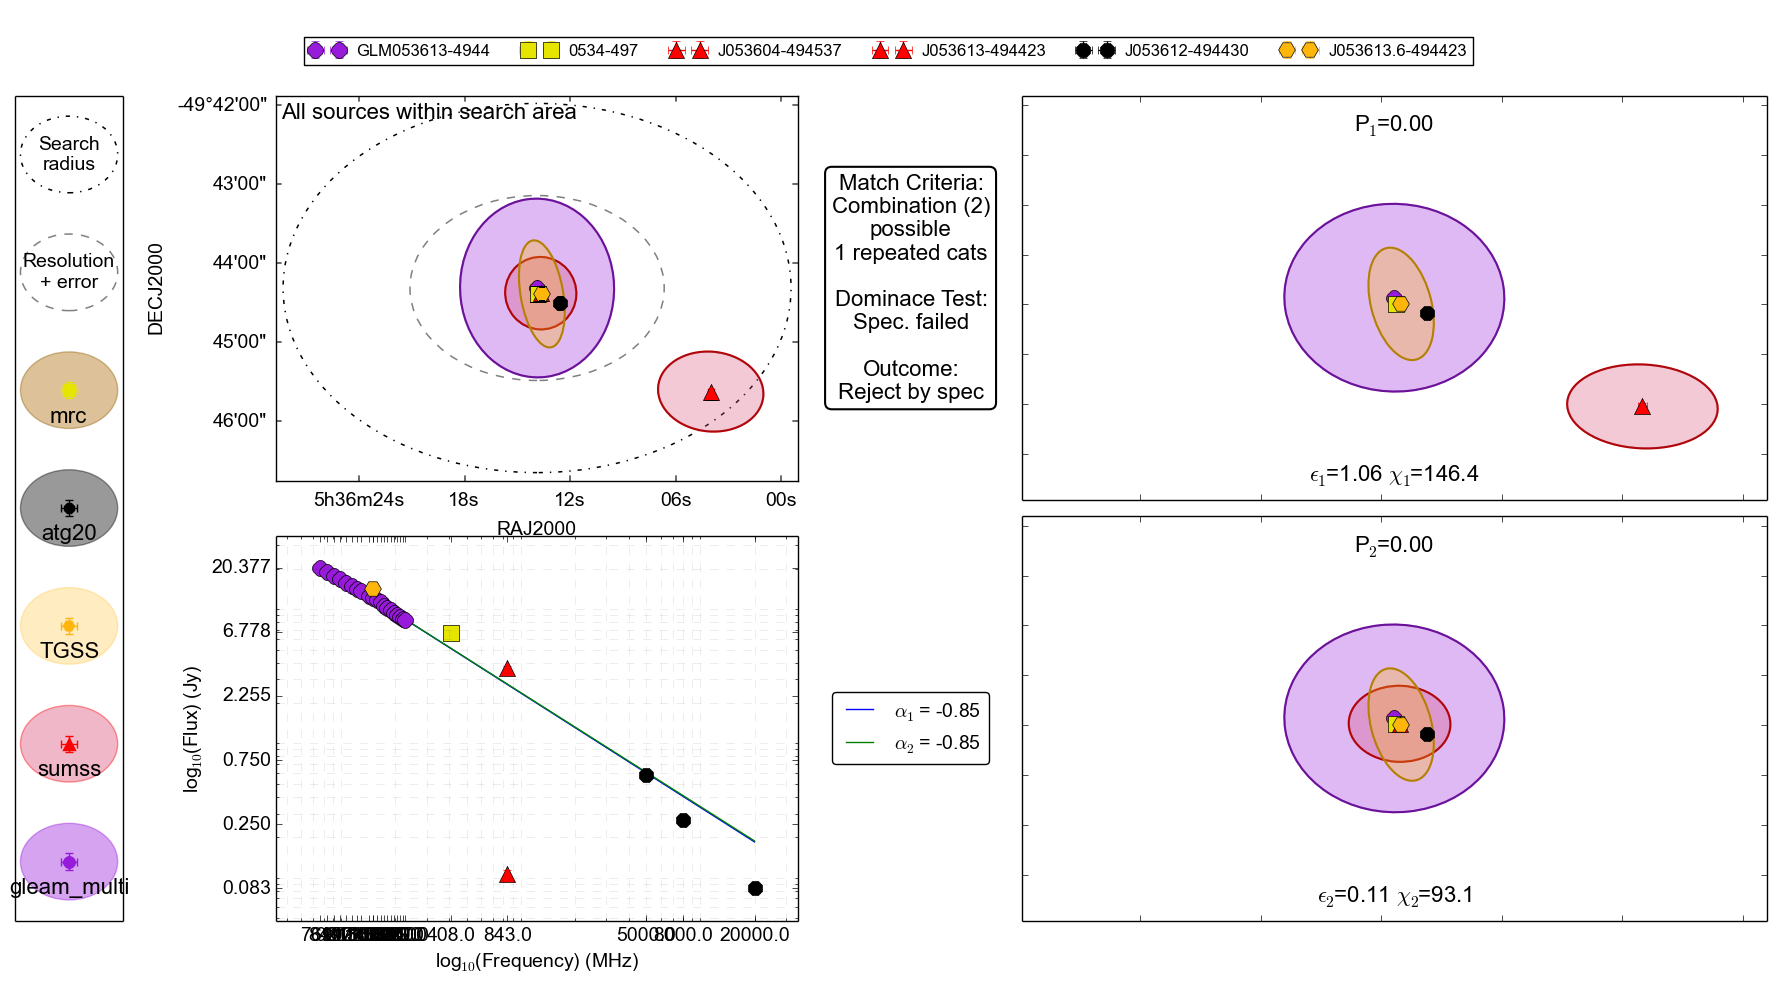 GLM053613-4944
0534-497
J053604-494537
J053613-494423
J053612-494430
J053613.6-494423
Search
radius
Resolution
+ error
mrc
atg20
TGSS
sumss
gleam_multi
All sources within search area
-49°42'00"
43'00"
44'00"
45'00"
46'00"
DECJ2000
5h36m24s
18s
12s
06s
00s
RAJ2000
Match Criteria:
Combination (2)
possible
1 repeated cats
Dominace Test:
Spec. failed
Outcome:
Reject by spec
P1=0.00
ϵ1=1.06 χ1=146.4
20.377
6.778
2.255
0.750
0.250
0.083
log10(Flux) (Jy)
408.0
843.0
5000.0
8000.0
20000.0
log10(Frequency) (MHz)
α1 = -0.85
α2 = -0.85
P2=0.00
ϵ2=0.11 χ2=93.1